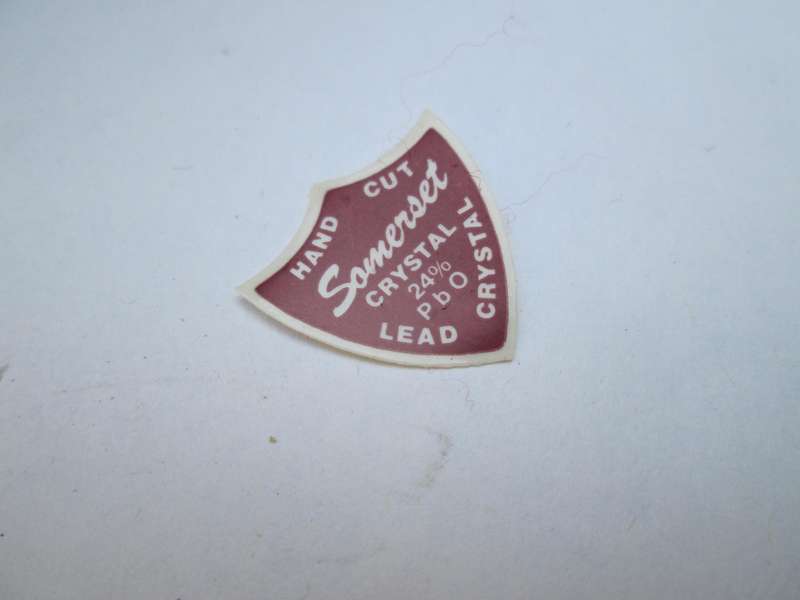 HAND CUT
Somerset
CRYSTAL
24%
PbO
LEAD CRYSTAL